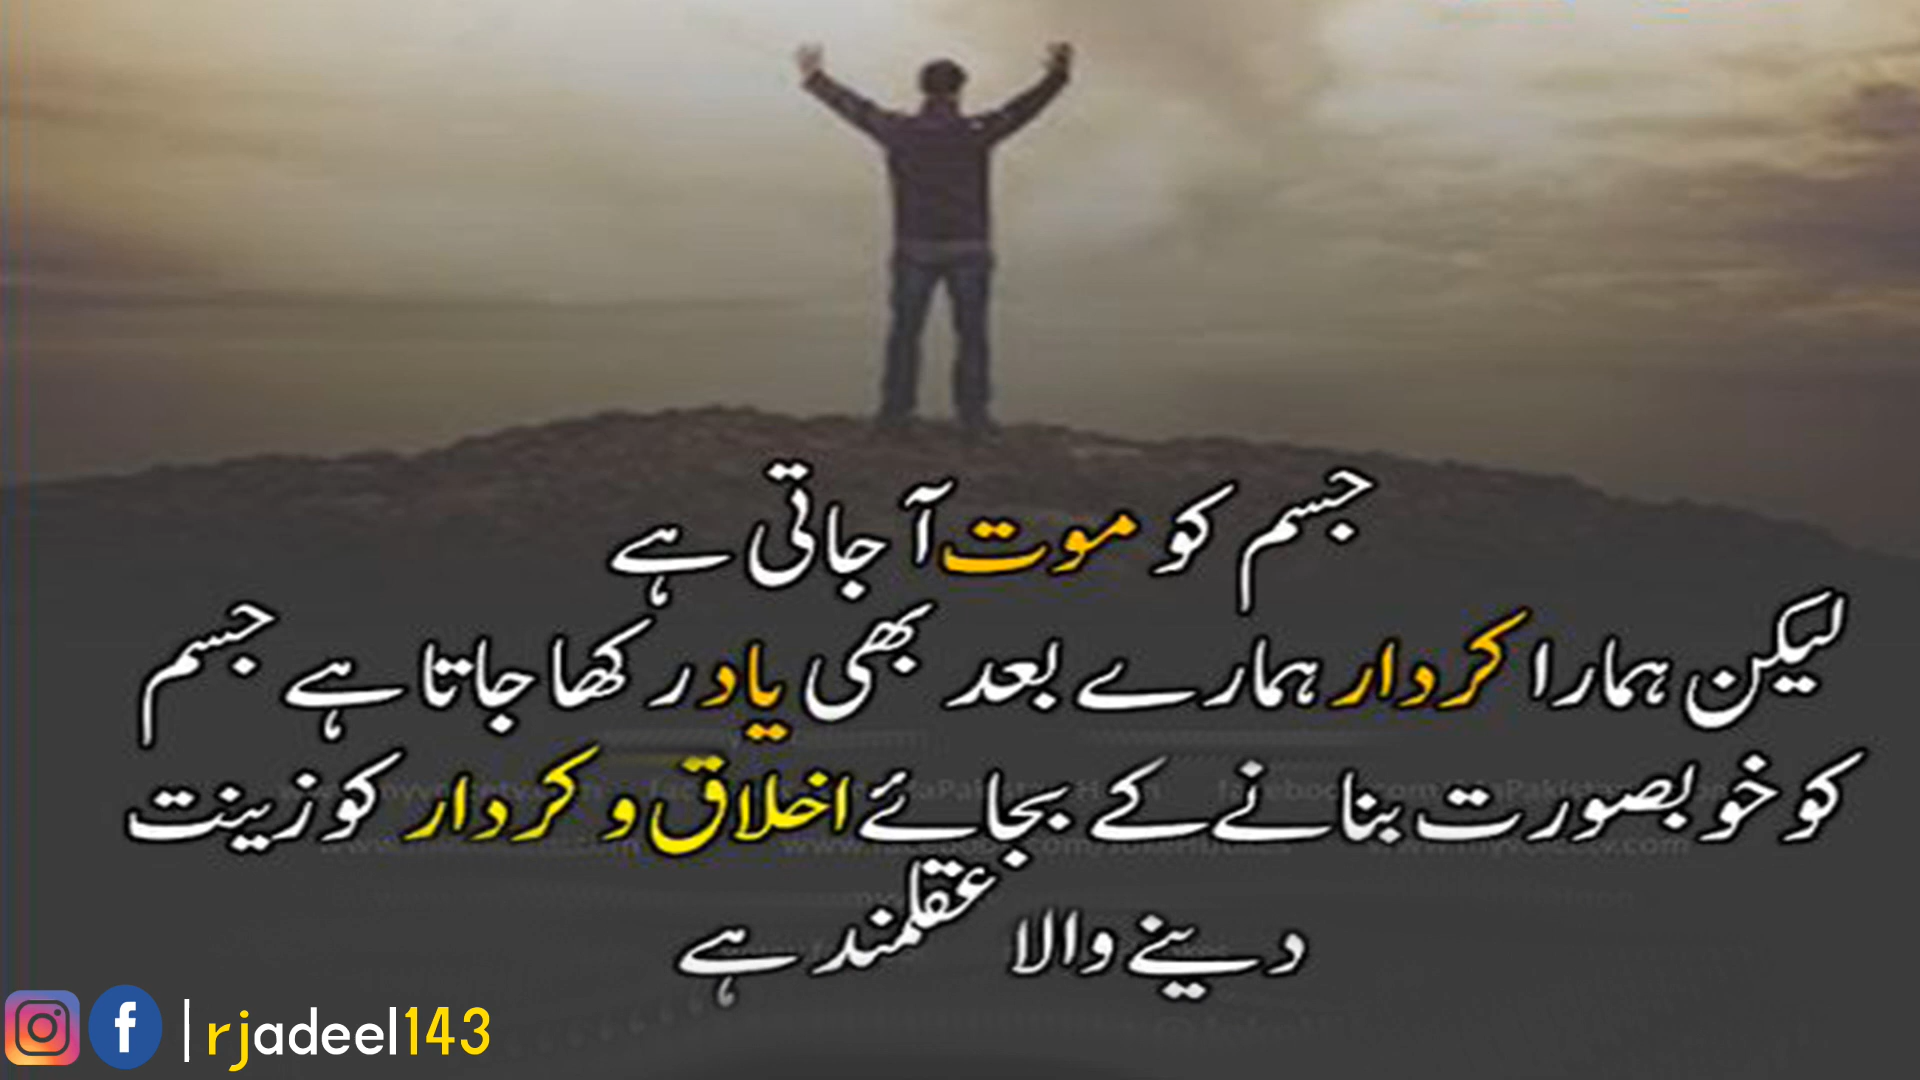 جسم کو موت آ جاتی ہے
لیکن ہمارا کردار ہمارے بعد بھی یاد رکھا جاتا ہے جسم
کو خوبصورت بنانے کے بجائے اخلاق و کردار کو زینت
دینے والا عقلمند ہے
rjadeel143